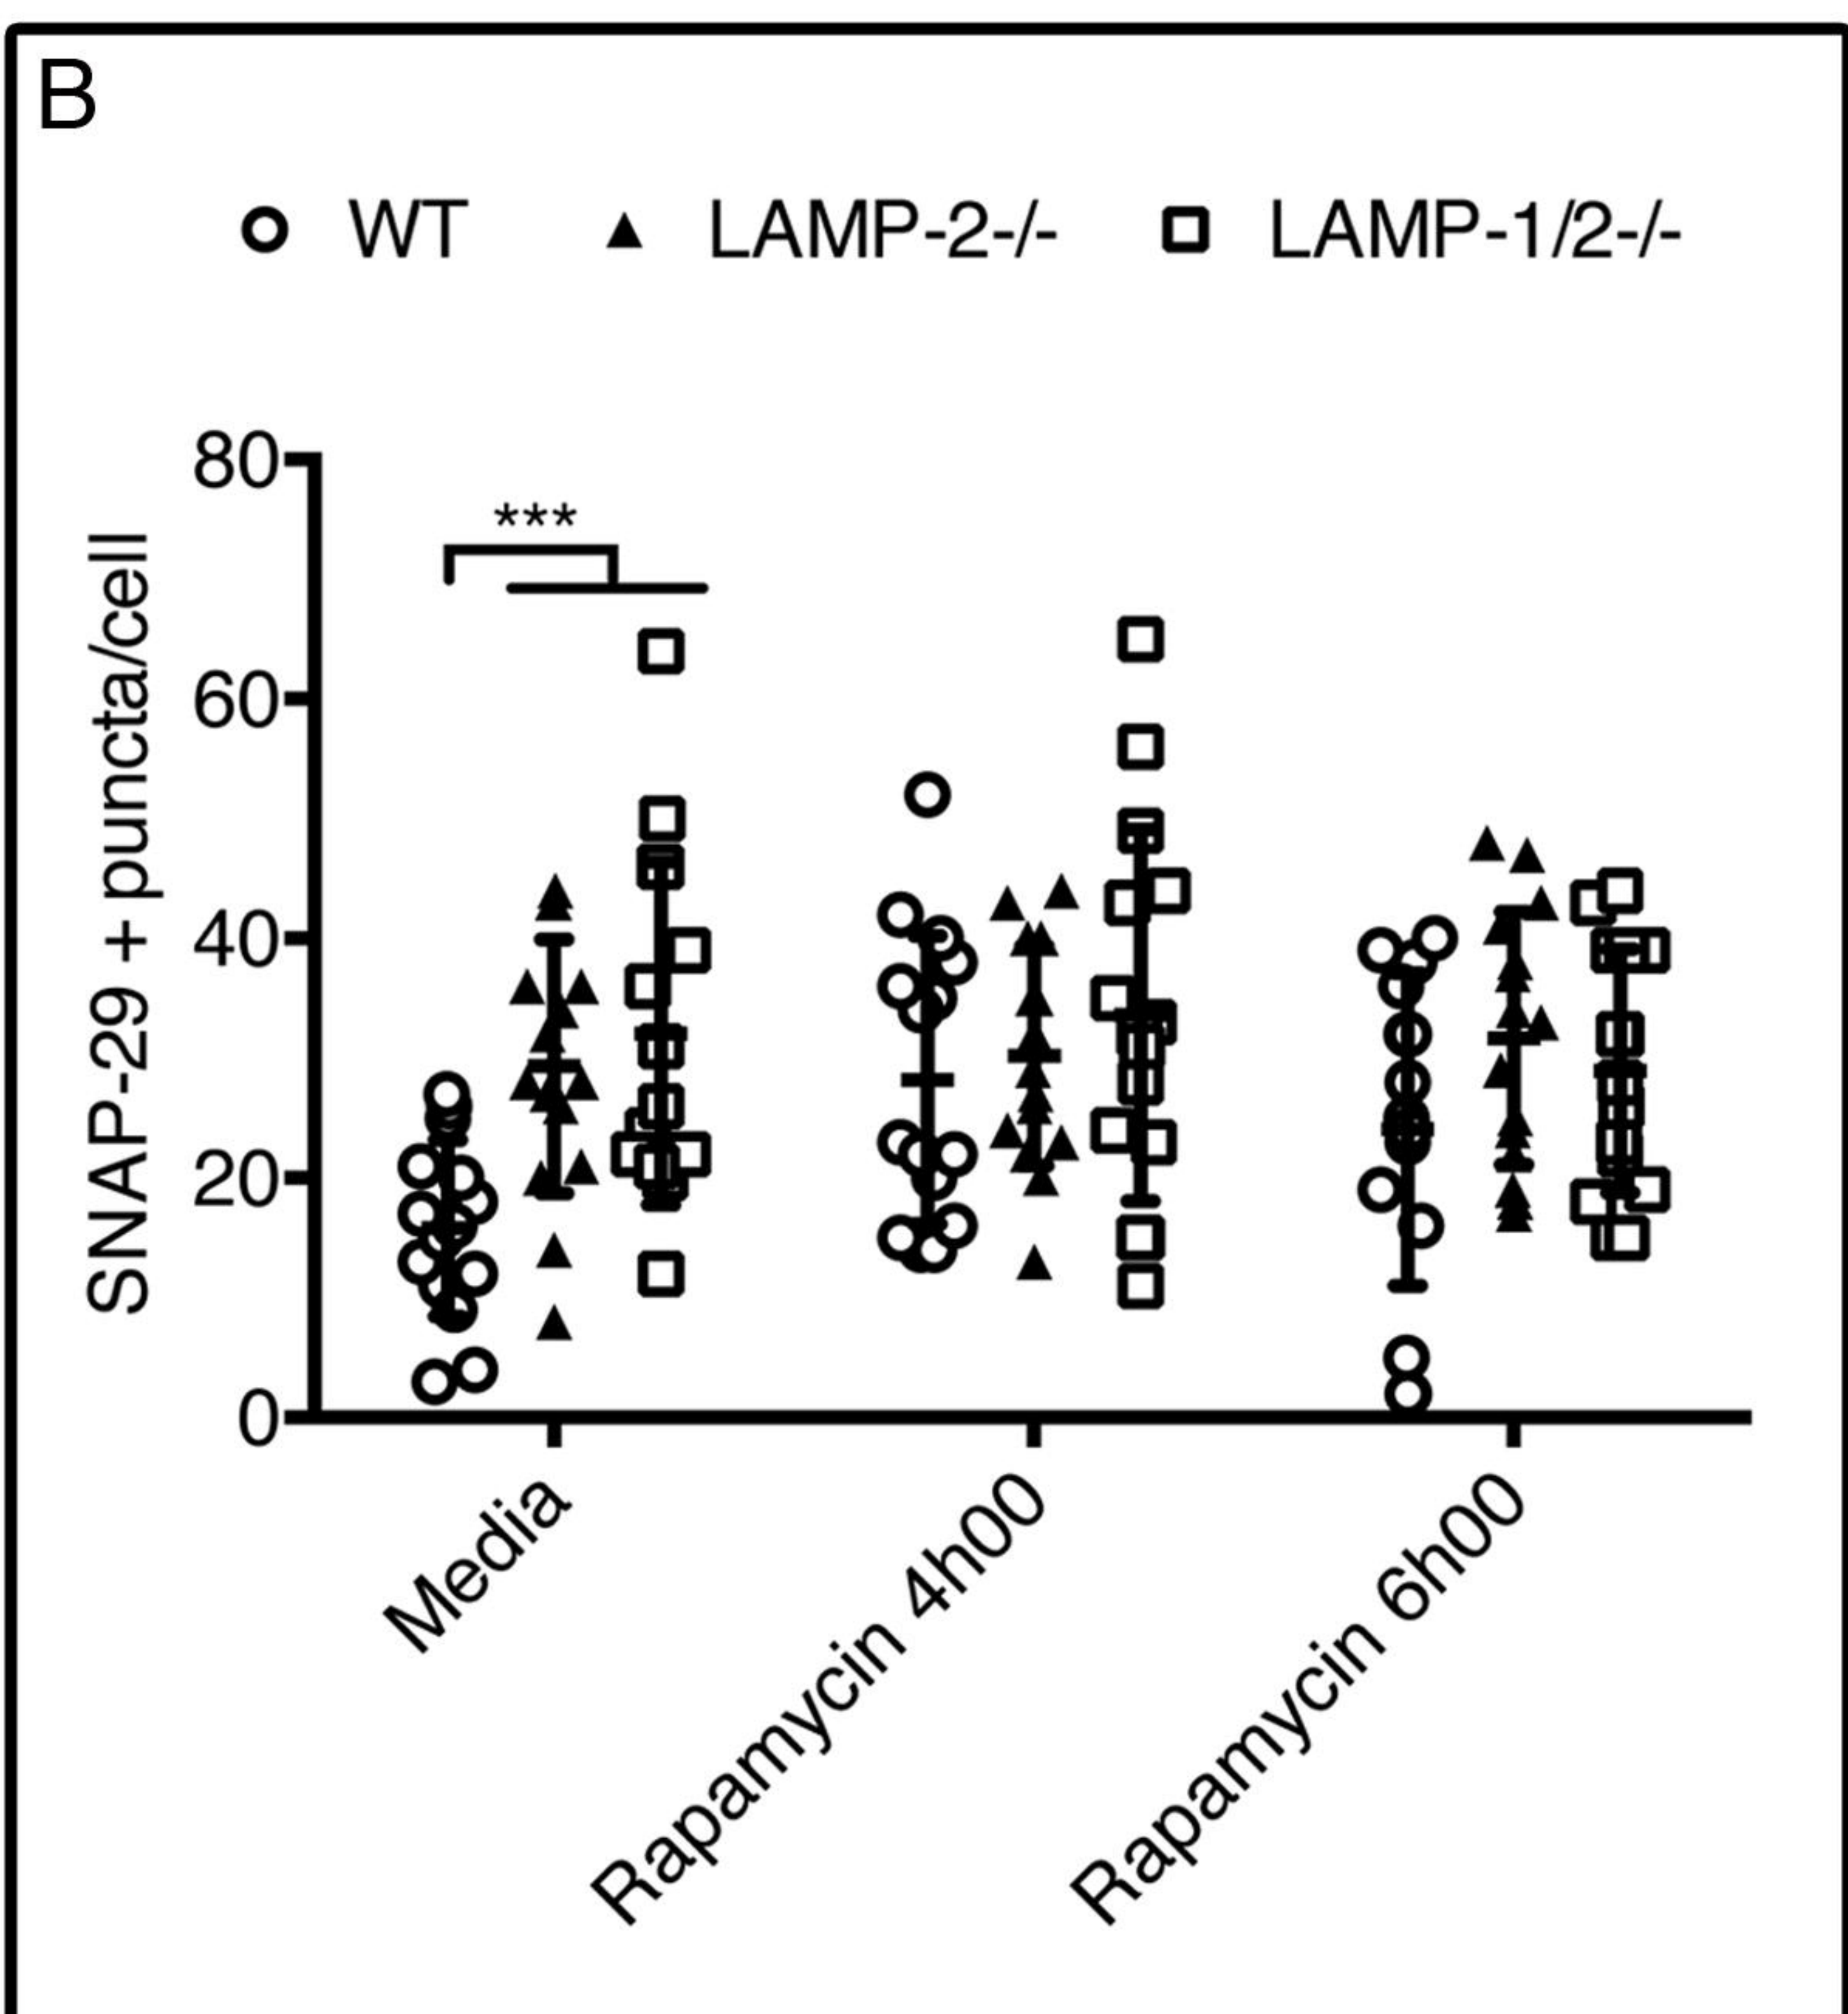 B
WT LAMP-2-/- LAMP-1/2-/-
SNAP-29 + puncta/cell
80
60
40
20
0
***
Media
Rapamycin 4h00
Rapamycin 6h00